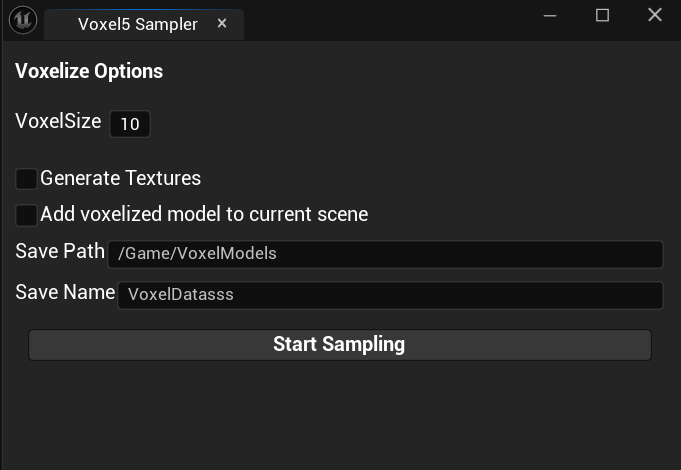 Voxel5 Sampler
Voxelize Options
VoxelSize 10
Generate Textures
Add voxelized model to current scene
Save Path /Game/VoxelModels
Save Name VoxelDatasss
Start Sampling